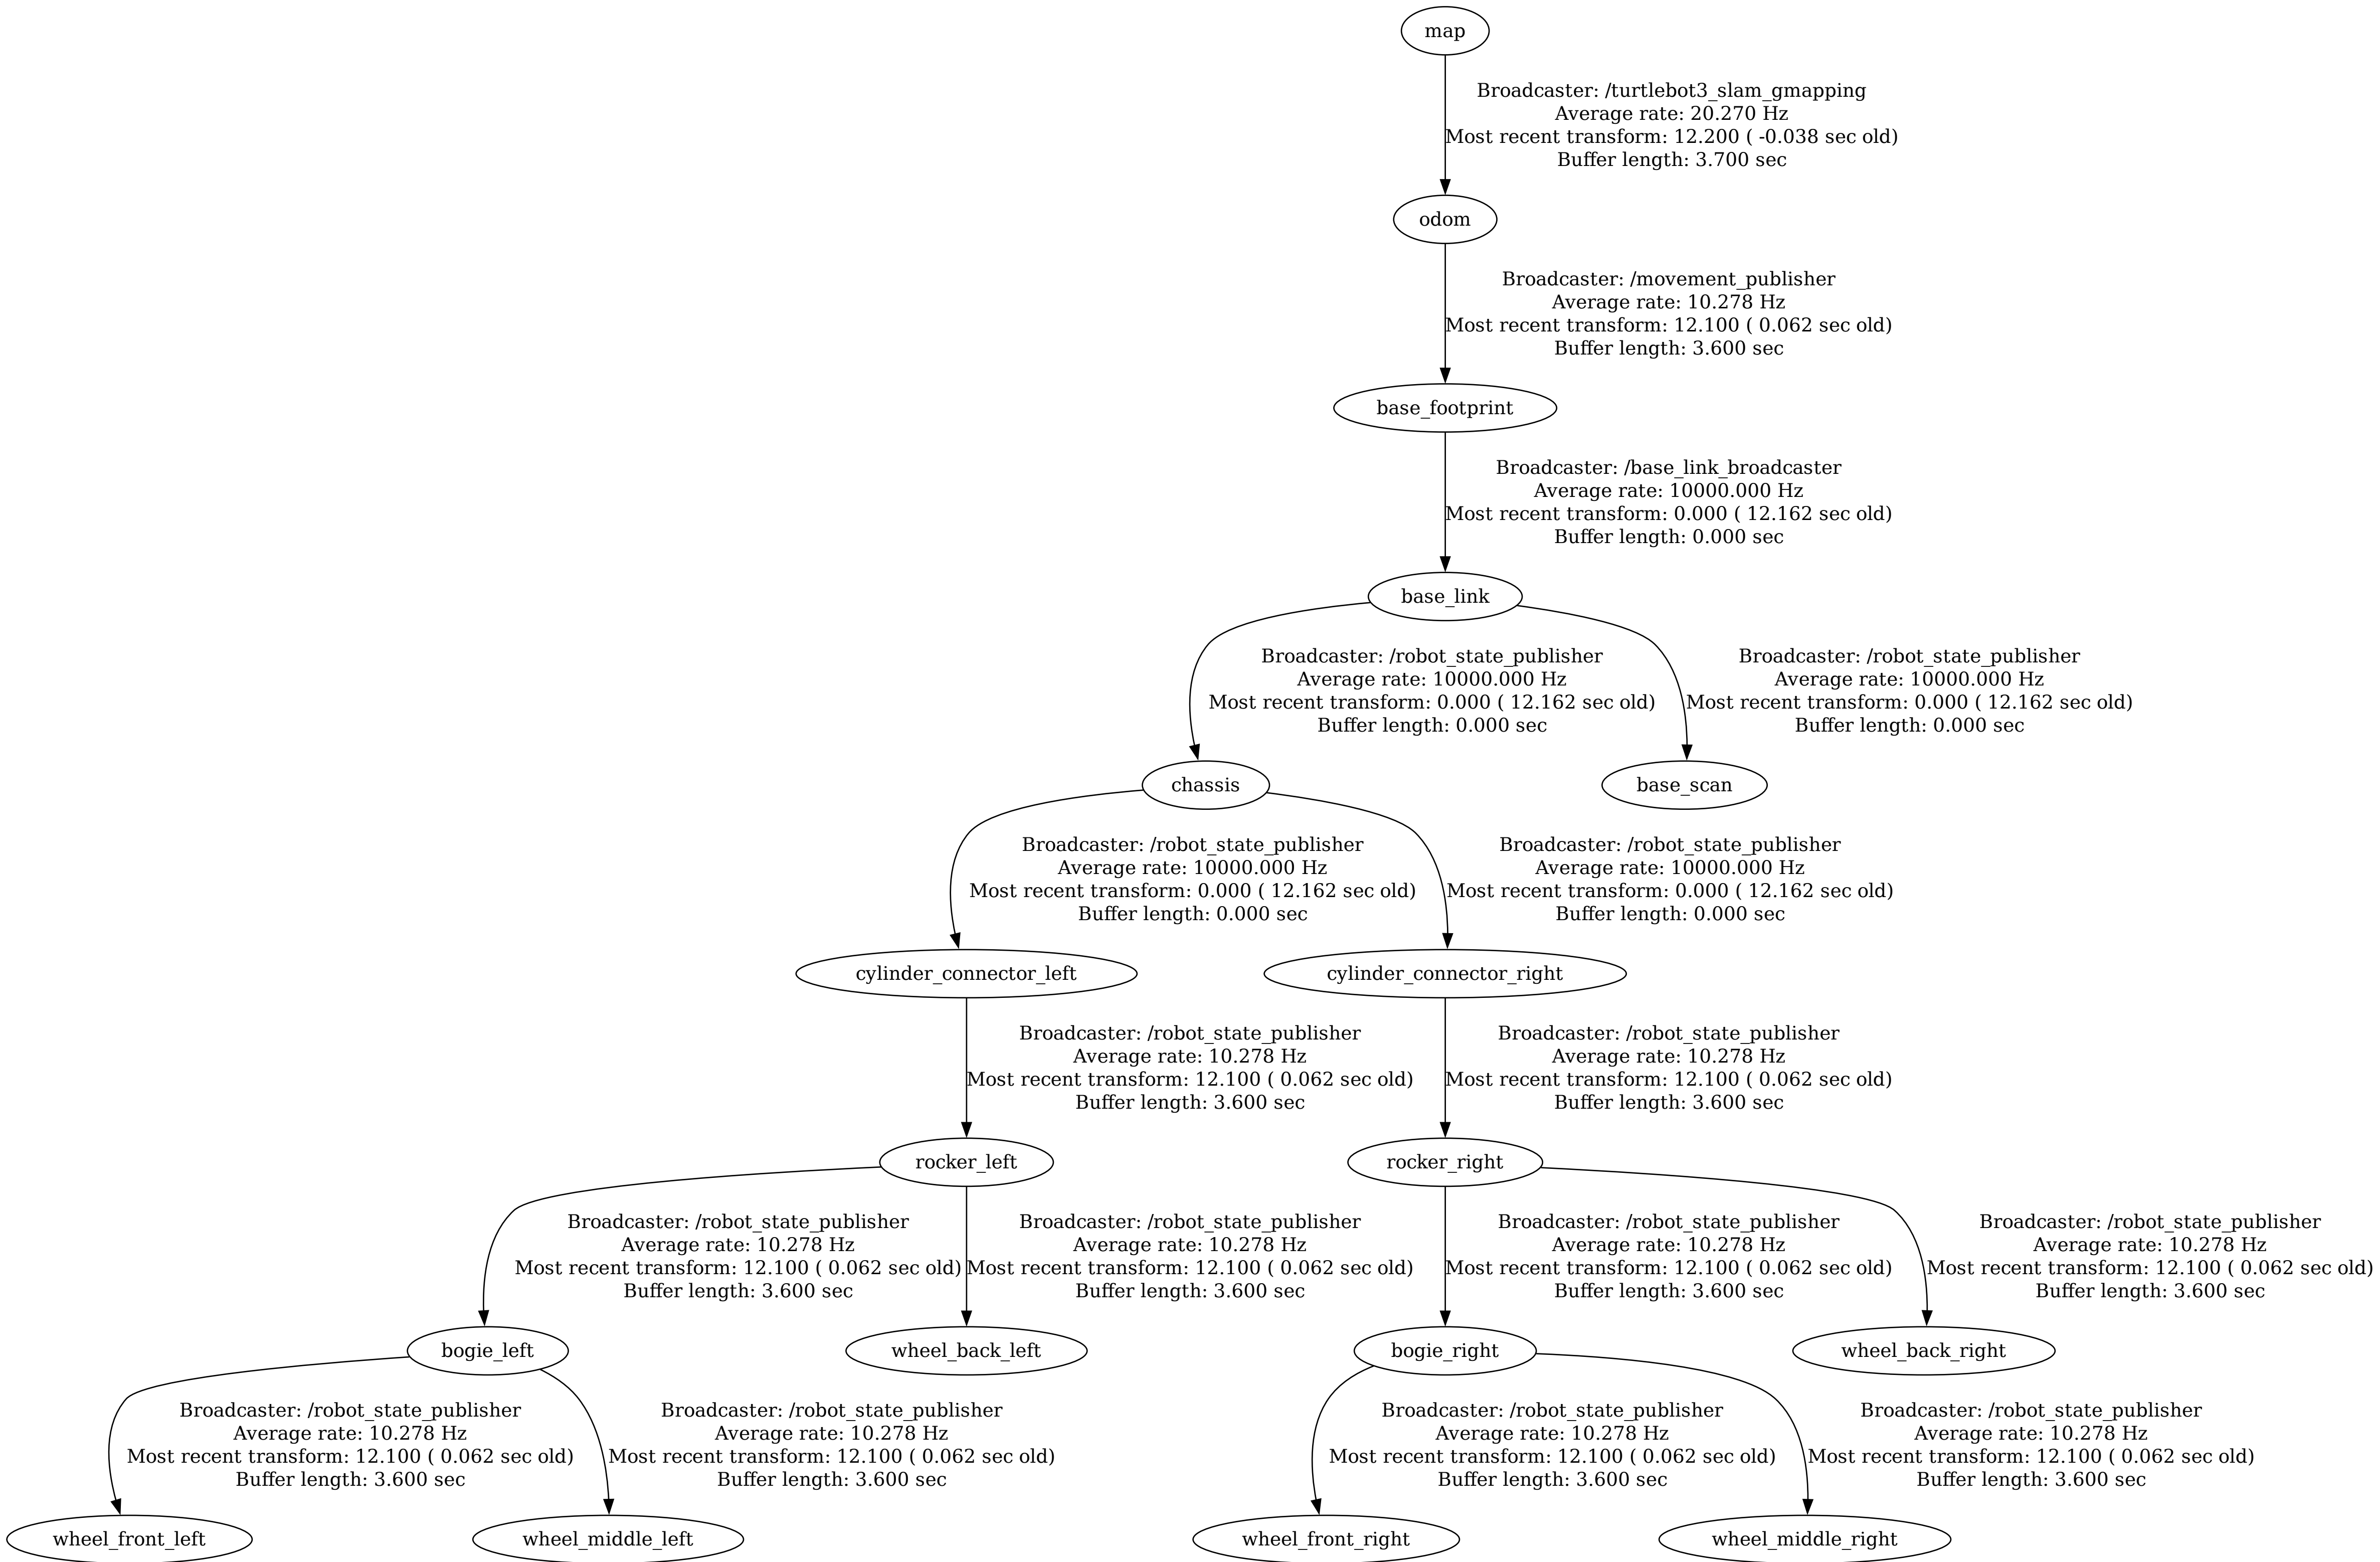 map
Broadcaster: /turtlebot3_slam_gmapping
Average rate: 20.270 Hz
Most recent transform: 12.200 ( -0.038 sec old)
Buffer length: 3.700 sec
odom
Broadcaster: /movement_publisher
Average rate: 10.278 Hz
Most recent transform: 12.100 ( 0.062 sec old)
Buffer length: 3.600 sec
base_footprint
Broadcaster: /base_link_broadcaster
Average rate: 10000.000 Hz
Most recent transform: 0.000 ( 12.162 sec old)
Buffer length: 0.000 sec
base_link
Broadcaster: /robot_state_publisher
Average rate: 10000.000 Hz
Most recent transform: 0.000 ( 12.162 sec old)
Buffer length: 0.000 sec
Broadcaster: /robot_state_publisher
Average rate: 10000.000 Hz
Most recent transform: 0.000 ( 12.162 sec old)
Buffer length: 0.000 sec
chassis
base_scan
Broadcaster: /robot_state_publisher
Average rate: 10000.000 Hz
Most recent transform: 0.000 ( 12.162 sec old)
Buffer length: 0.000 sec
Broadcaster: /robot_state_publisher
Average rate: 10000.000 Hz
Most recent transform: 0.000 ( 12.162 sec old)
Buffer length: 0.000 sec
cylinder_connector_left
cylinder_connector_right
Broadcaster: /robot_state_publisher
Average rate: 10.278 Hz
Most recent transform: 12.100 ( 0.062 sec old)
Buffer length: 3.600 sec
Broadcaster: /robot_state_publisher
Average rate: 10.278 Hz
Most recent transform: 12.100 ( 0.062 sec old)
Buffer length: 3.600 sec
rocker_left
rocker_right
Broadcaster: /robot_state_publisher
Average rate: 10.278 Hz
Most recent transform: 12.100 ( 0.062 sec old)
Buffer length: 3.600 sec
Broadcaster: /robot_state_publisher
Average rate: 10.278 Hz
Most recent transform: 12.100 ( 0.062 sec old)
Buffer length: 3.600 sec
Broadcaster: /robot_state_publisher
Average rate: 10.278 Hz
Most recent transform: 12.100 ( 0.062 sec old)
Buffer length: 3.600 sec
Broadcaster: /robot_state_publisher
Average rate: 10.278 Hz
Most recent transform: 12.100 ( 0.062 sec old)
Buffer length: 3.600 sec
bogie_left
wheel_back_left
bogie_right
wheel_back_right
Broadcaster: /robot_state_publisher
Average rate: 10.278 Hz
Most recent transform: 12.100 ( 0.062 sec old)
Buffer length: 3.600 sec
Broadcaster: /robot_state_publisher
Average rate: 10.278 Hz
Most recent transform: 12.100 ( 0.062 sec old)
Buffer length: 3.600 sec
Broadcaster: /robot_state_publisher
Average rate: 10.278 Hz
Most recent transform: 12.100 ( 0.062 sec old)
Buffer length: 3.600 sec
Broadcaster: /robot_state_publisher
Average rate: 10.278 Hz
Most recent transform: 12.100 ( 0.062 sec old)
Buffer length: 3.600 sec
wheel_front_left
wheel_middle_left
wheel_front_right
wheel_middle_right